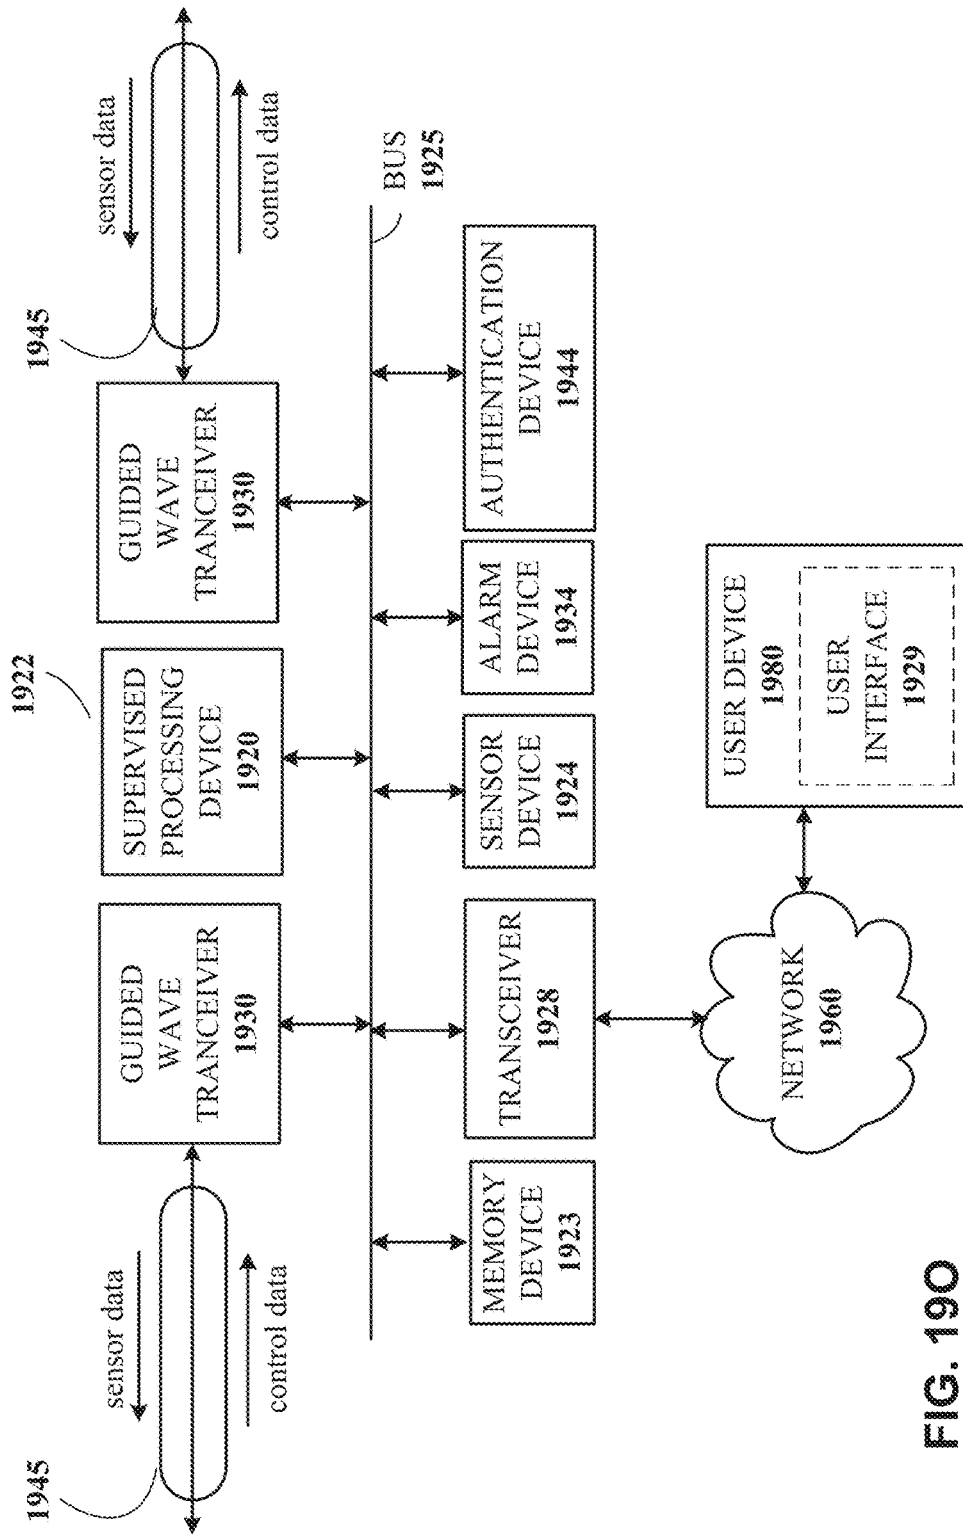 1945
sensor data
control data
GUIDED
WAVE
TRANCEIVER
1930
1922
SUPERVISED
PROCESSING
DEVICE
1920
GUIDED
WAVE
TRANCEIVER
1930
1945
sensor data
control data
BUS
1925
MEMORY
DEVICE
1923
TRANSCEIVER
1928
SENSOR
DEVICE
1924
ALARM
DEVICE
1934
AUTHENTICATION
DEVICE
1944
NETWORK
1960
USER DEVICE
1980
USER
INTERFACE
1929
FIG. 19O